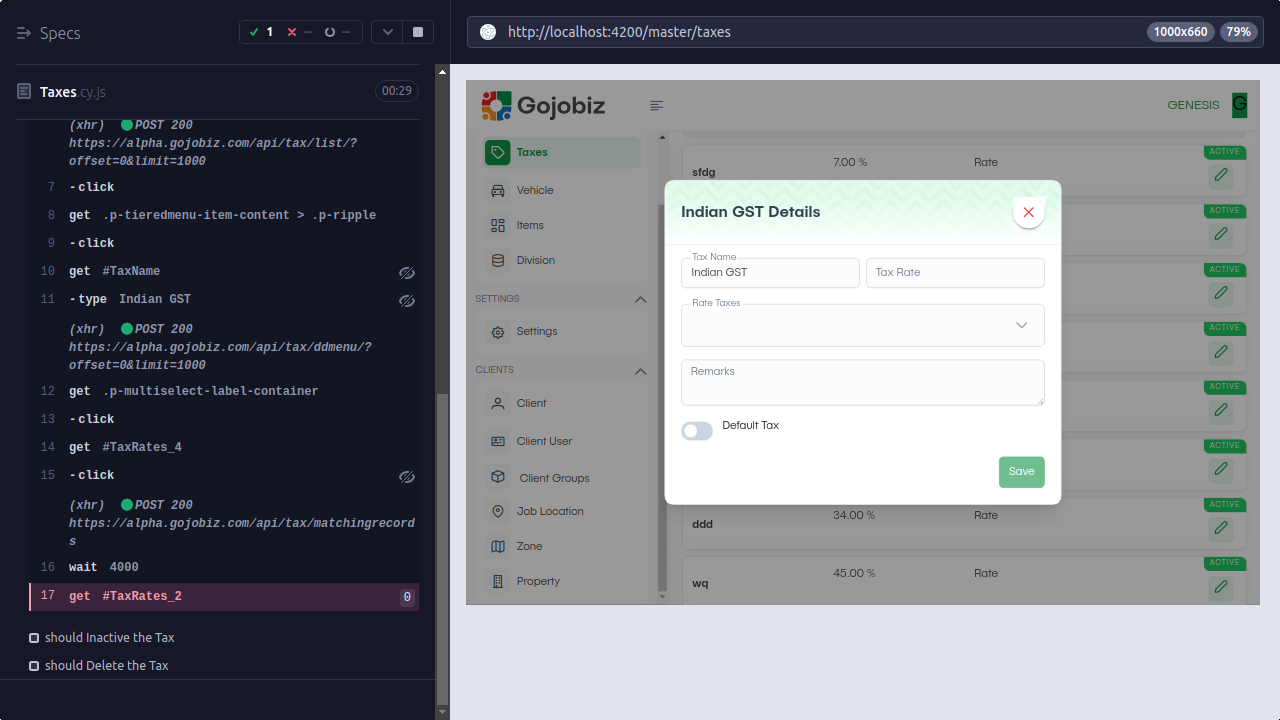 Specs
1
--
--
Taxes.cy.js
00:29
(xhr) POST 200
https://alpha.gojobiz.com/api/tax/list/?
offset=0&limit=1000
7 -click
8 get .p-tieredmenu-item-content > .p-ripple
9 -click
10 get #TaxName
11 -type Indian GST
(xhr) POST 200
https://alpha.gojobiz.com/api/tax/ddmenu/?
offset=0&limit=1000
12 get .p-multiselect-label-container
13 -click
14 get #TaxRates_4
15 -click
(xhr) POST 200
https://alpha.gojobiz.com/api/tax/matchingrecord
s
16 wait 4000
17 get #TaxRates_2 0
should Inactive the Tax
should Delete the Tax
http://localhost:4200/master/taxes
1000x660
79%
Gojobiz
GENESIS
G
Taxes
Vehicle
Items
Division
SETTINGS
Settings
CLIENTS
Client
Client User
Client Groups
Job Location
Zone
Property
sfdg
7.00 %
Rate
ACTIVE
ACTIVE
ACTIVE
ACTIVE
ACTIVE
ACTIVE
Indian GST Details
Tax Name
Indian GST
Tax Rate
Rate Taxes
Remarks
Default Tax
Save
ddd
34.00 %
Rate
ACTIVE
wq
45.00 %
Rate
ACTIVE